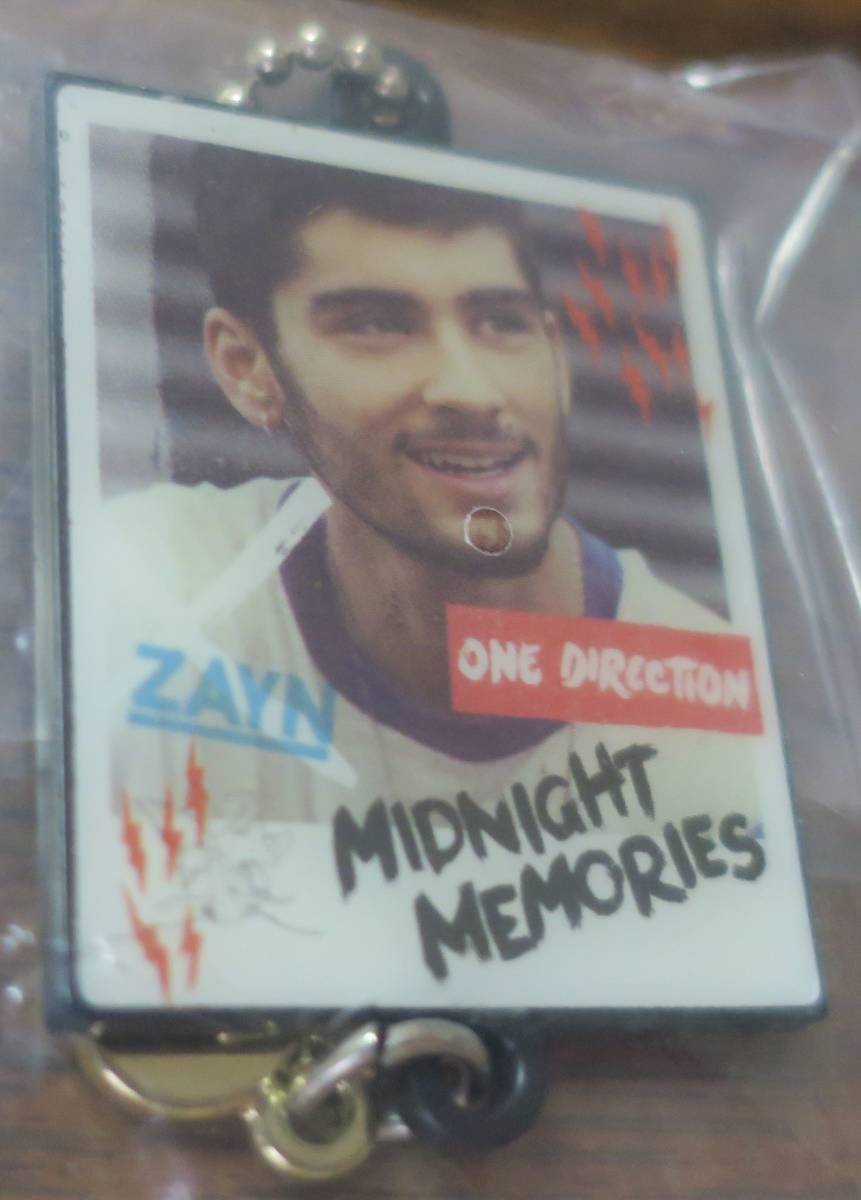 ZAYN
ONE DIRECTION
MIDNIGHT
MEMORIES